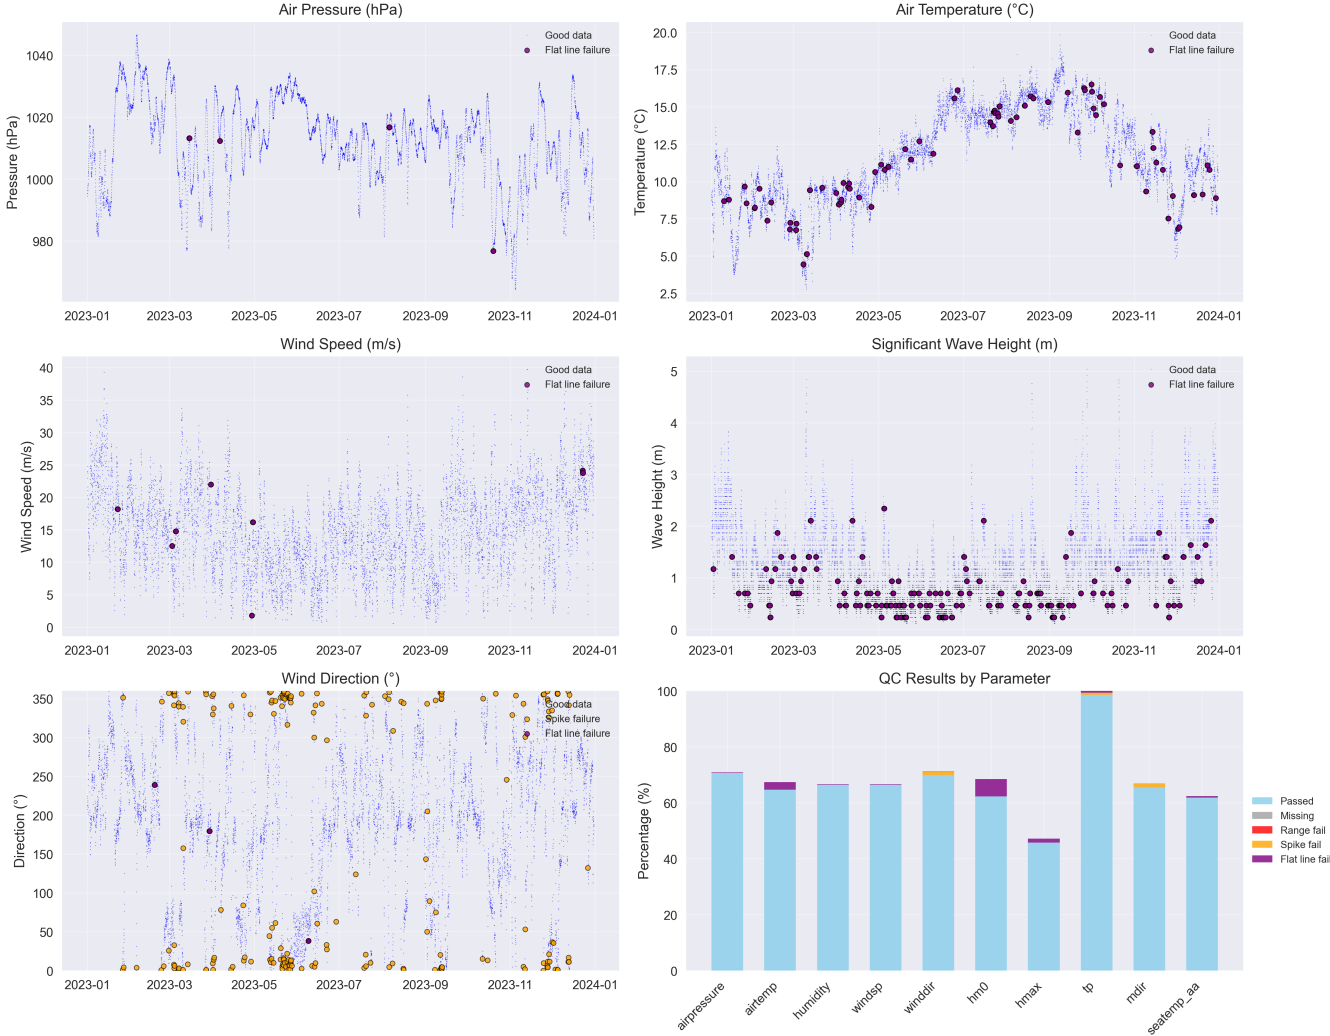 Air Pressure (hPa)
Pressure (hPa)
1040
1020
1000
980
2023-01 2023-03 2023-05 2023-07 2023-09 2023-11 2024-01
Good data
Flat line failure
Air Temperature (°C)
Temperature (°C)
20.0
17.5
15.0
12.5
10.0
7.5
5.0
2.5
2023-01 2023-03 2023-05 2023-07 2023-09 2023-11 2024-01
Good data
Flat line failure
Wind Speed (m/s)
Wind Speed (m/s)
40
35
30
25
20
15
10
5
0
2023-01 2023-03 2023-05 2023-07 2023-09 2023-11 2024-01
Good data
Flat line failure
Significant Wave Height (m)
Wave Height (m)
5
4
3
2
1
0
2023-01 2023-03 2023-05 2023-07 2023-09 2023-11 2024-01
Good data
Flat line failure
Wind Direction (°)
Direction (°)
350
300
250
200
150
100
50
0
2023-01 2023-03 2023-05 2023-07 2023-09 2023-11 2024-01
Good data
Spike failure
Flat line failure
QC Results by Parameter
Percentage (%)
100
80
60
40
20
0
airpressure airtemp humidity windsp winddir hm0 hmax tp mdir seatemp_aa
Passed
Missing
Range fail
Spike fail
Flat line fail